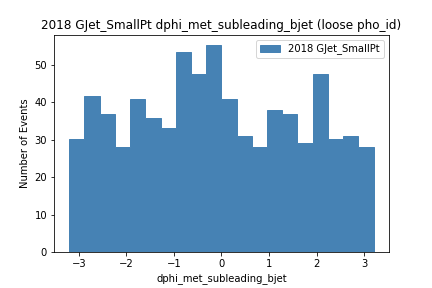 2018 GJet_SmallPt dphi_met_subleading_bjet (loose pho_id)
2018 GJet_SmallPt
Number of Events
50
40
30
20
10
0
−3 −2 −1 0 1 2 3
dphi_met_subleading_bjet